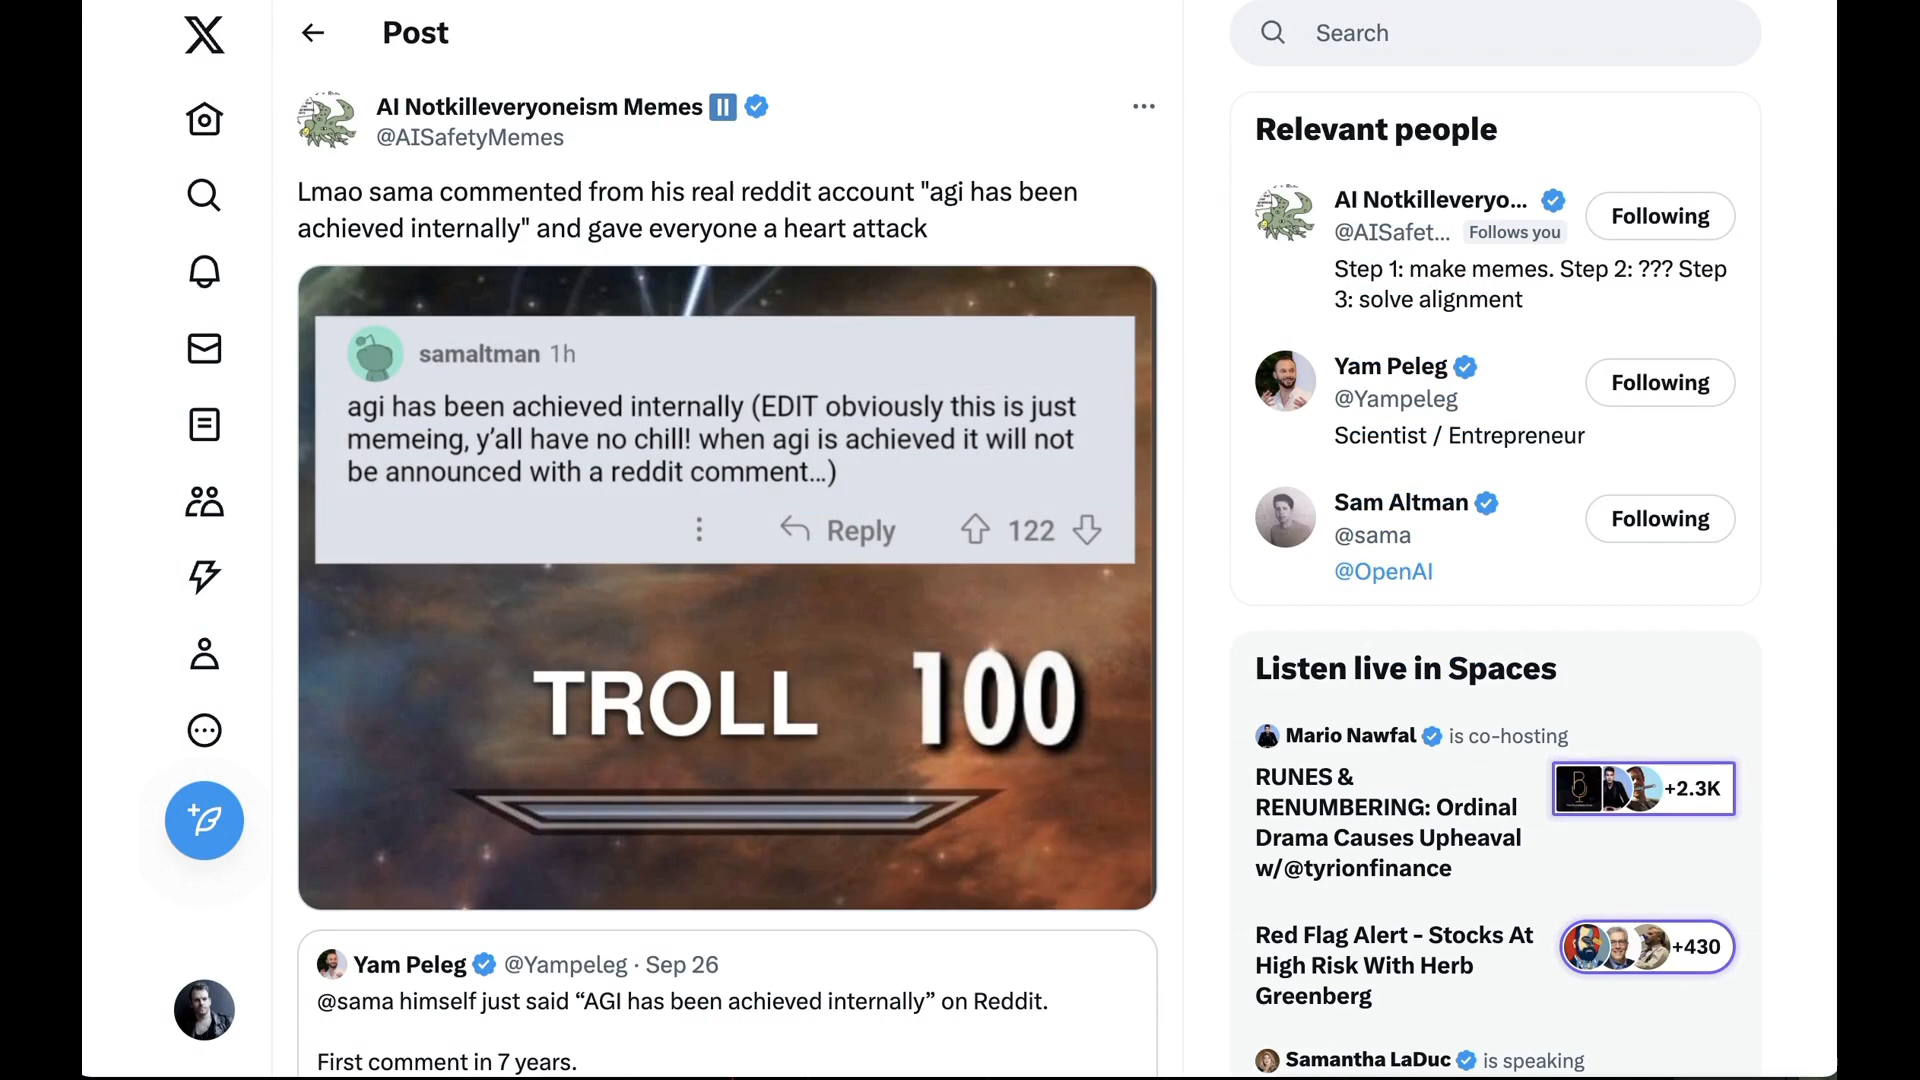 Post
AI Notkilleveryoneism Memes
@AISafetyMemes
Lmao sama commented from his real reddit account "agi has been
achieved internally" and gave everyone a heart attack
samaltman 1h
agi has been achieved internally (EDIT obviously this is just
memeing, y'all have no chill! when agi is achieved it will not
be announced with a reddit comment...)
Reply 122
TROLL 100
Yam Peleg @Yampeleg · Sep 26
@sama himself just said “AGI has been achieved internally” on Reddit.
First comment in 7 years.
Search
Relevant people
AI Notkilleveryo...
Following
@AISafet... Follows you
Step 1: make memes. Step 2: ??? Step
3: solve alignment
Yam Peleg
Following
@Yampeleg
Scientist / Entrepreneur
Sam Altman
Following
@sama
@OpenAI
Listen live in Spaces
Mario Nawfal is co-hosting
RUNES &
RENUMBERING: Ordinal
Drama Causes Upheaval
w/@tyrionfinance
+2.3K
Red Flag Alert - Stocks At
High Risk With Herb
Greenberg
+430
Samantha LaDuc is speaking